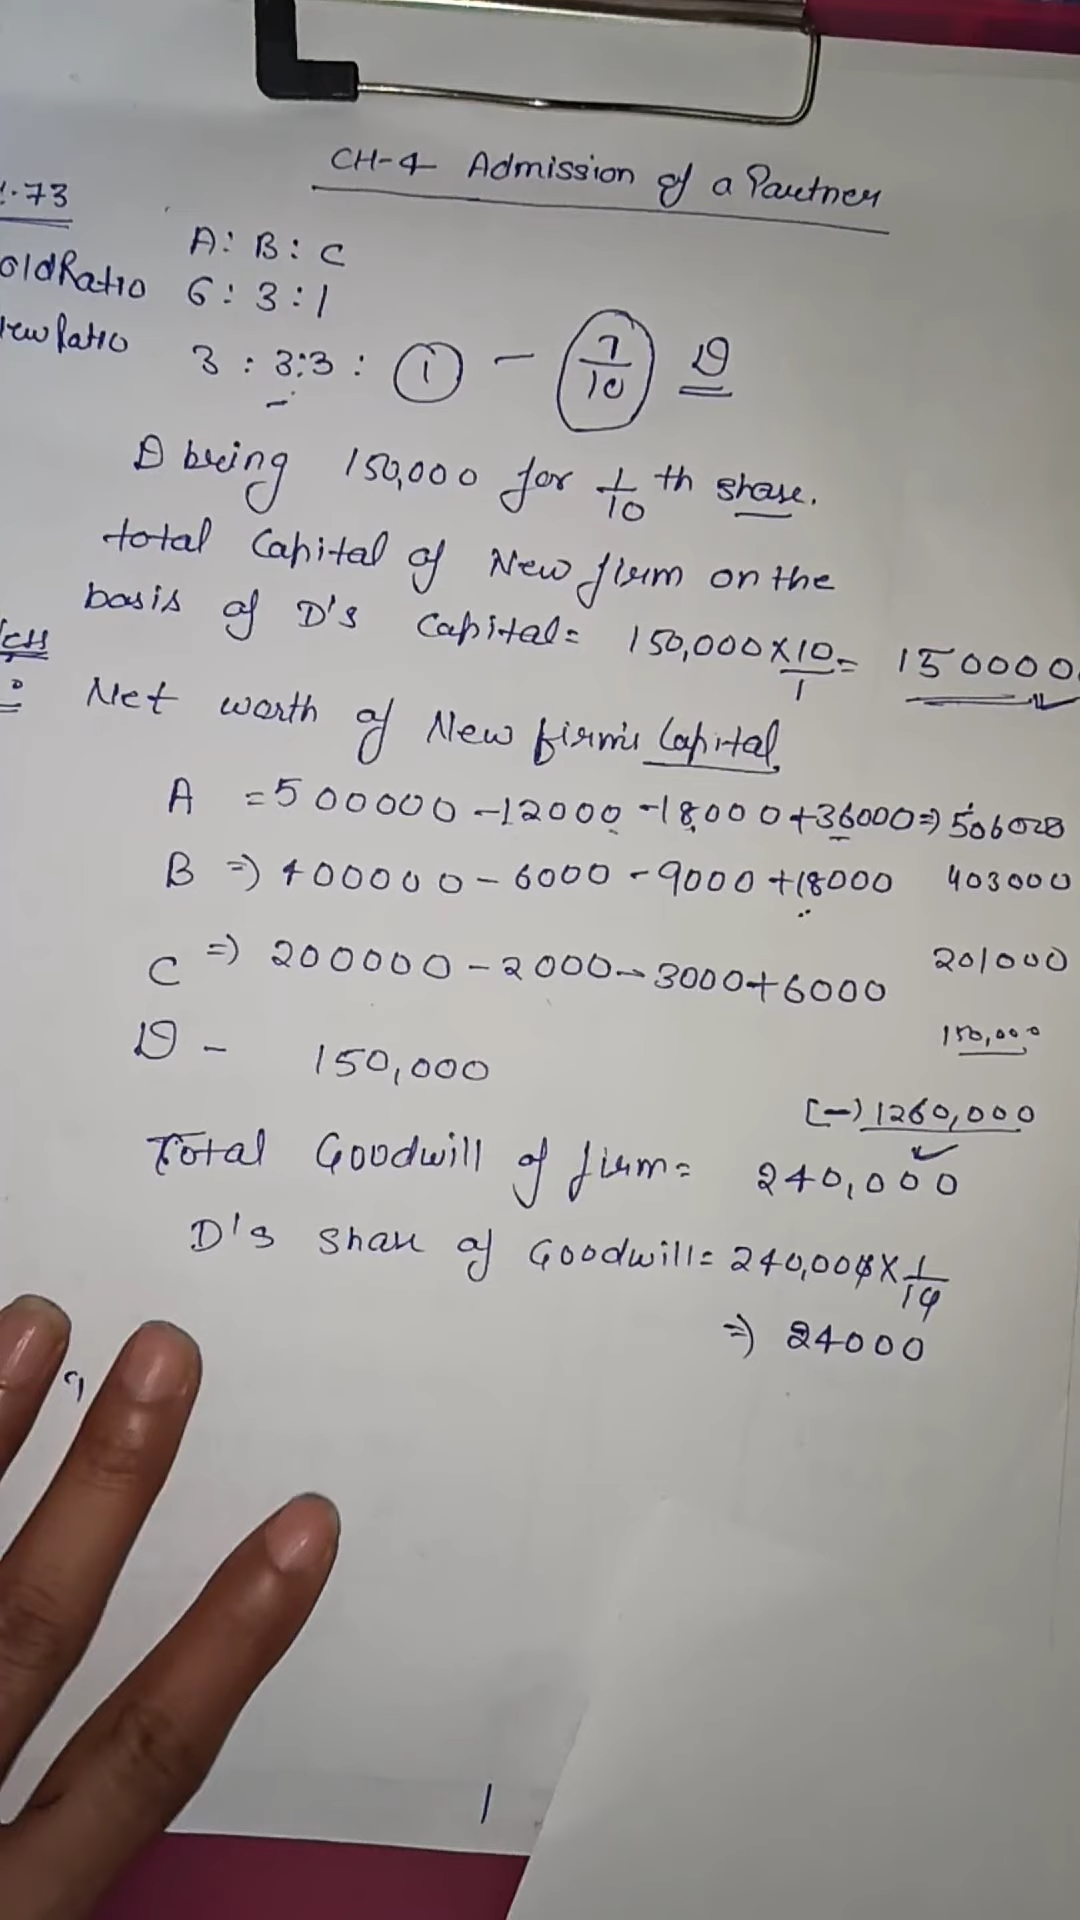 CH-4 Admission of a Partner
.73
A: B: C
Old Ratio 6: 3: 1
New Ratio 3 : 3:3 : 1 - 7/10 D
D being 150,000 for 1/10 th share.
total Capital of New firm on the
basis of D's Capital= 150,000×10/1= 150000
Net worth of New firm's Capital
A =500000-12000-18000+36000=) 506000
B =) 400000-6000-9000+18000 403000
C =) 200000-2000-3000+6000 201000
D - 150,000 150,000
(-) 1260,000
Total Goodwill of firm= 240,000
D's share of Goodwill= 240,000×1/10
=) 24000